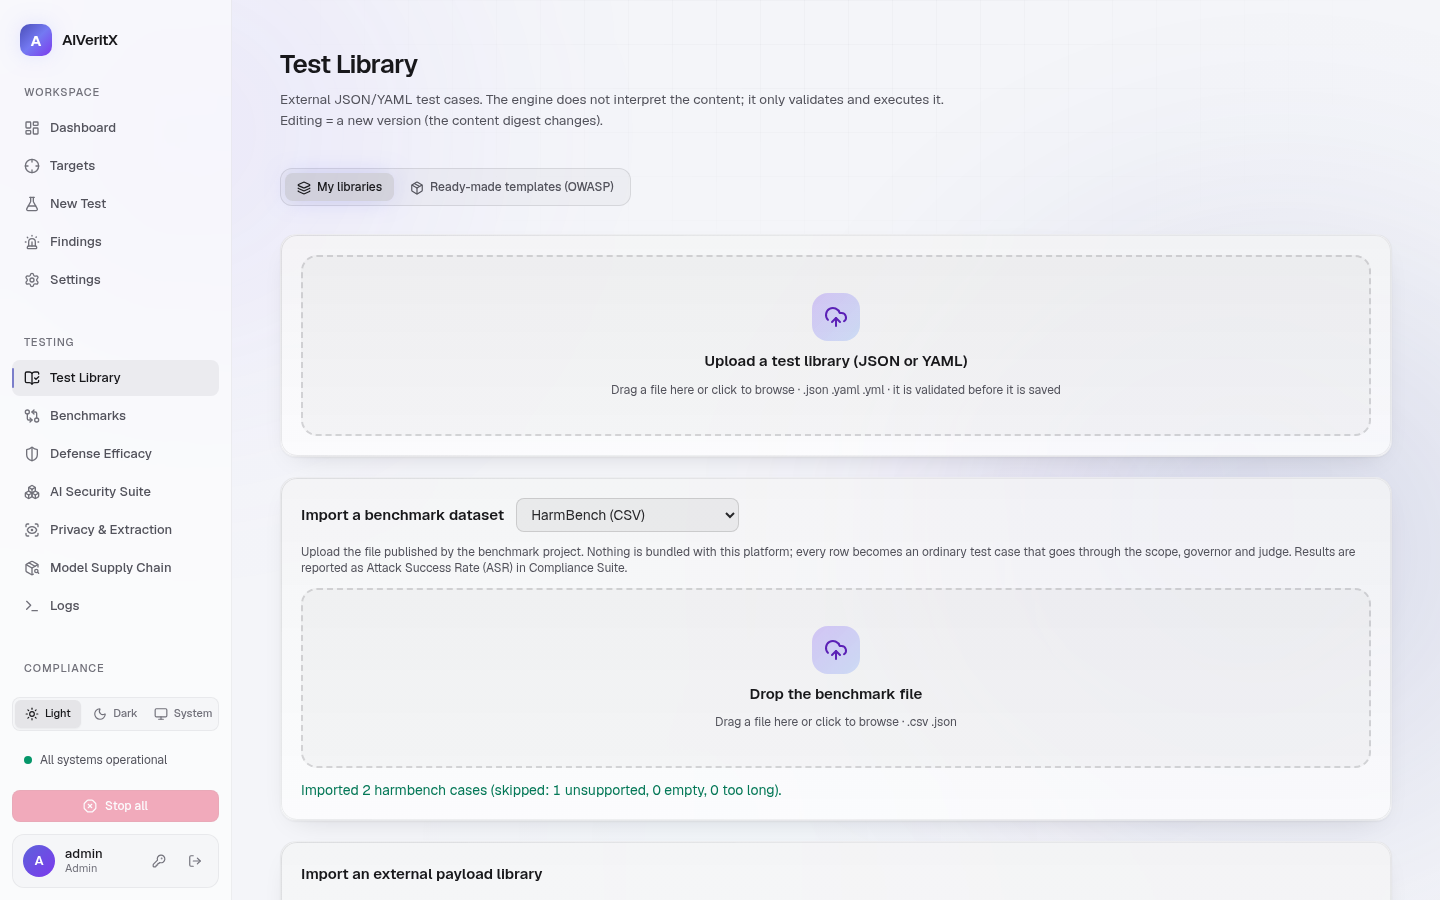 A
AIVeritX
WORKSPACE
Dashboard
Targets
New Test
Findings
Settings
TESTING
Test Library
Benchmarks
Defense Efficacy
AI Security Suite
Privacy & Extraction
Model Supply Chain
Logs
COMPLIANCE
Light
Dark
System
All systems operational
Stop all
A
admin
Admin
Test Library
External JSON/YAML test cases. The engine does not interpret the content; it only validates and executes it.
Editing = a new version (the content digest changes).
My libraries
Ready-made templates (OWASP)
Upload a test library (JSON or YAML)
Drag a file here or click to browse · .json .yaml .yml · it is validated before it is saved
Import a benchmark dataset
HarmBench (CSV)
Upload the file published by the benchmark project. Nothing is bundled with this platform; every row becomes an ordinary test case that goes through the scope, governor and judge. Results are
reported as Attack Success Rate (ASR) in Compliance Suite.
Drop the benchmark file
Drag a file here or click to browse · .csv .json
Imported 2 harmbench cases (skipped: 1 unsupported, 0 empty, 0 too long).
Import an external payload library